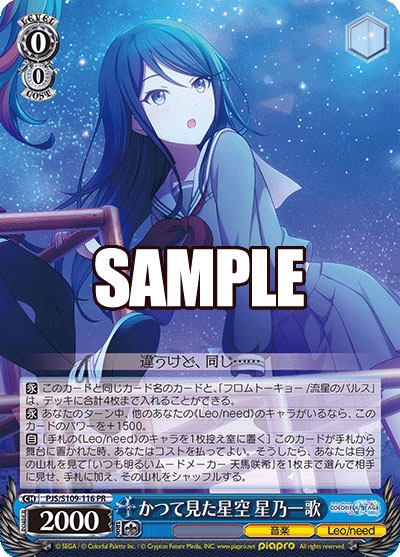 LEVEL
0
0
COST
SAMPLE
違うけど、同じ……
永 このカードと同じカード名のカードと、「フロムトーキョー /流星のパルス」は、デッキに合計4枚まで入れることができる。
永 あなたのターン中、他のあなたの《Leo/need》のキャラがいるなら、このカードのパワーを+1500。
自 [手札の《Leo/need》のキャラを1枚控え室に置く] このカードが手札から舞台に置かれた時、あなたはコストを払ってよい。そうしたら、あなたは自分の山札を見て「いつも明るいムードメーカー 天馬咲希」を1枚まで選んで相手に見せ、手札に加え、その山札をシャッフルする。
PJS/S109-116 PR
POWER
2000
かつて見た星空 星乃一歌
COLORFUL STAGE
音楽
Leo/need
© SEGA / © Colorful Palette Inc. / © Crypton Future Media, INC. www.piapro.net piapro All rights reserved.